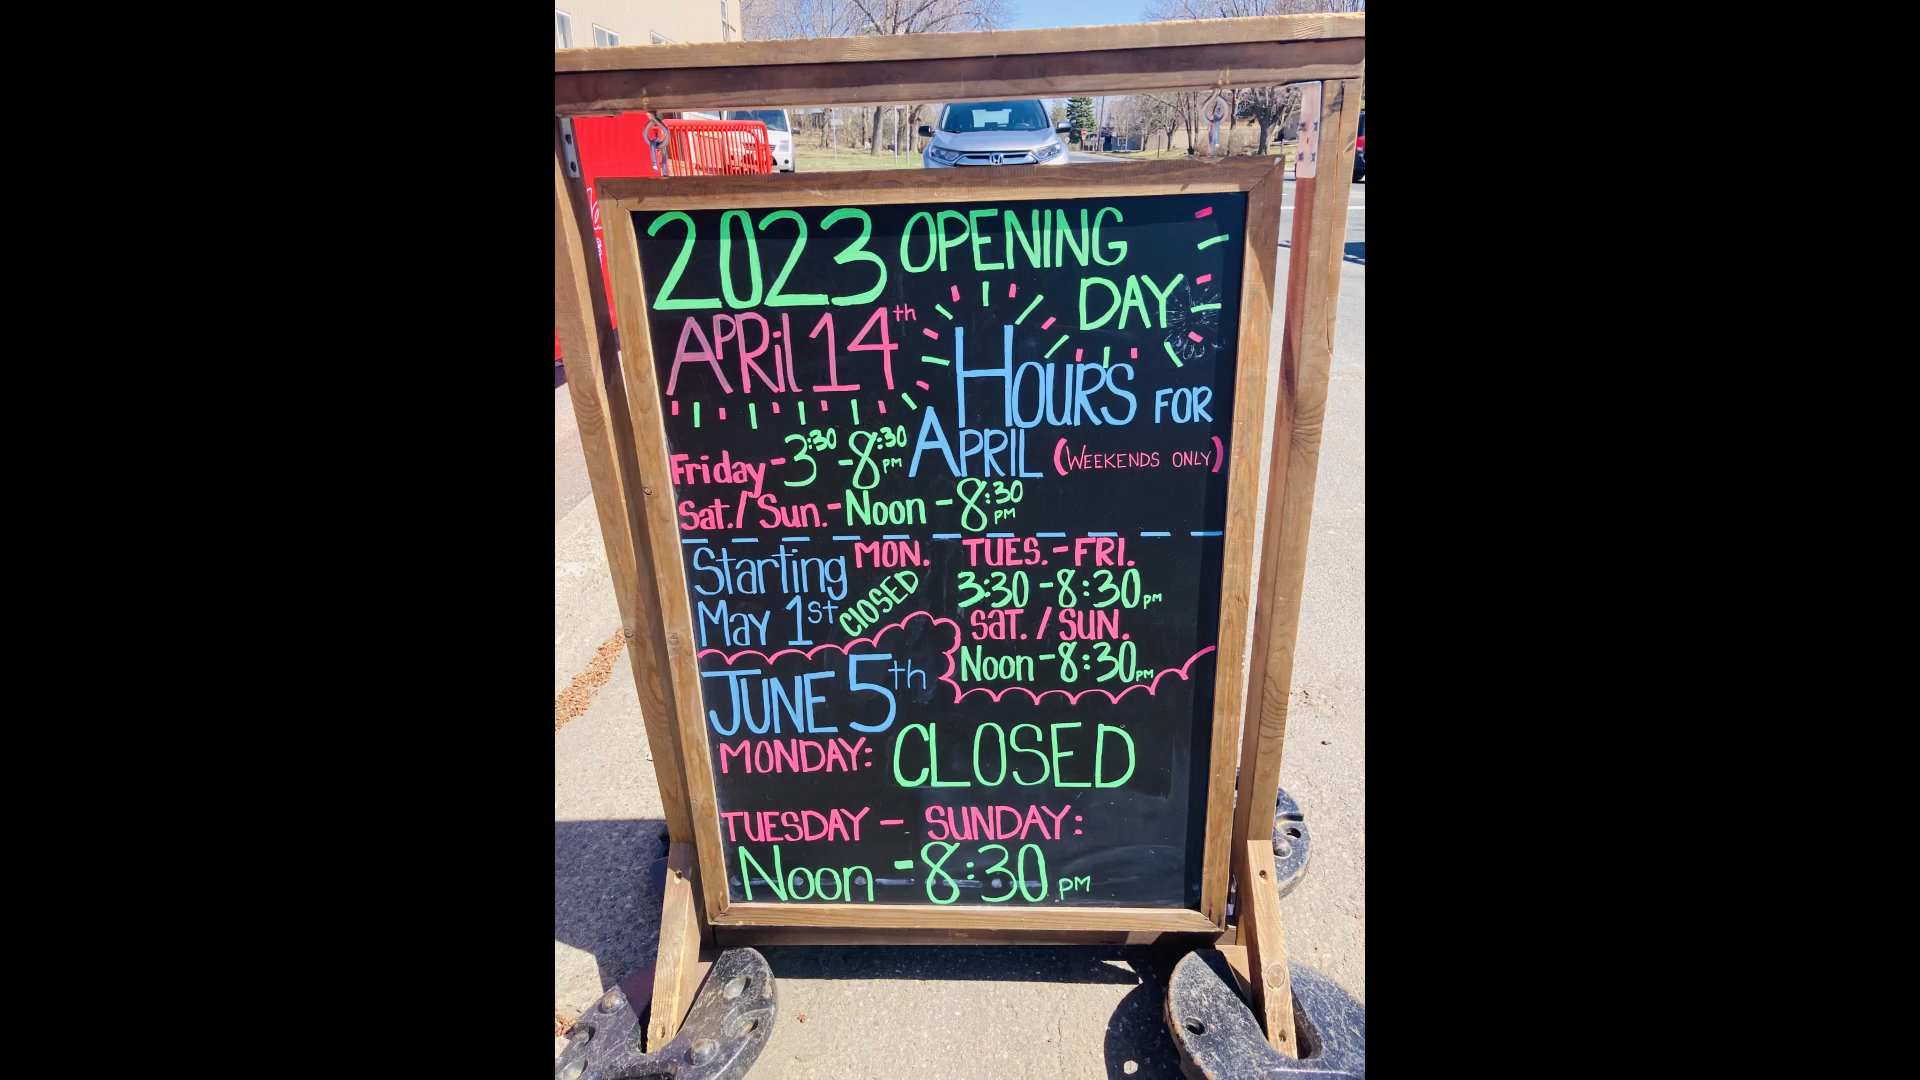 2023 OPENING
DAY
APRil 14th
HOURS FOR
APRIL (WEEKENDS ONLY)
Friday - 3:30 - 8:30 PM
Sat./Sun. - Noon - 8:30 PM
Starting
May 1st
MON.
CLOSED
TUES. - FRI.
3:30 - 8:30 pm
SAT. / SUN.
Noon - 8:30 PM
JUNE 5th
MONDAY: CLOSED
TUESDAY - SUNDAY:
Noon - 8:30 PM